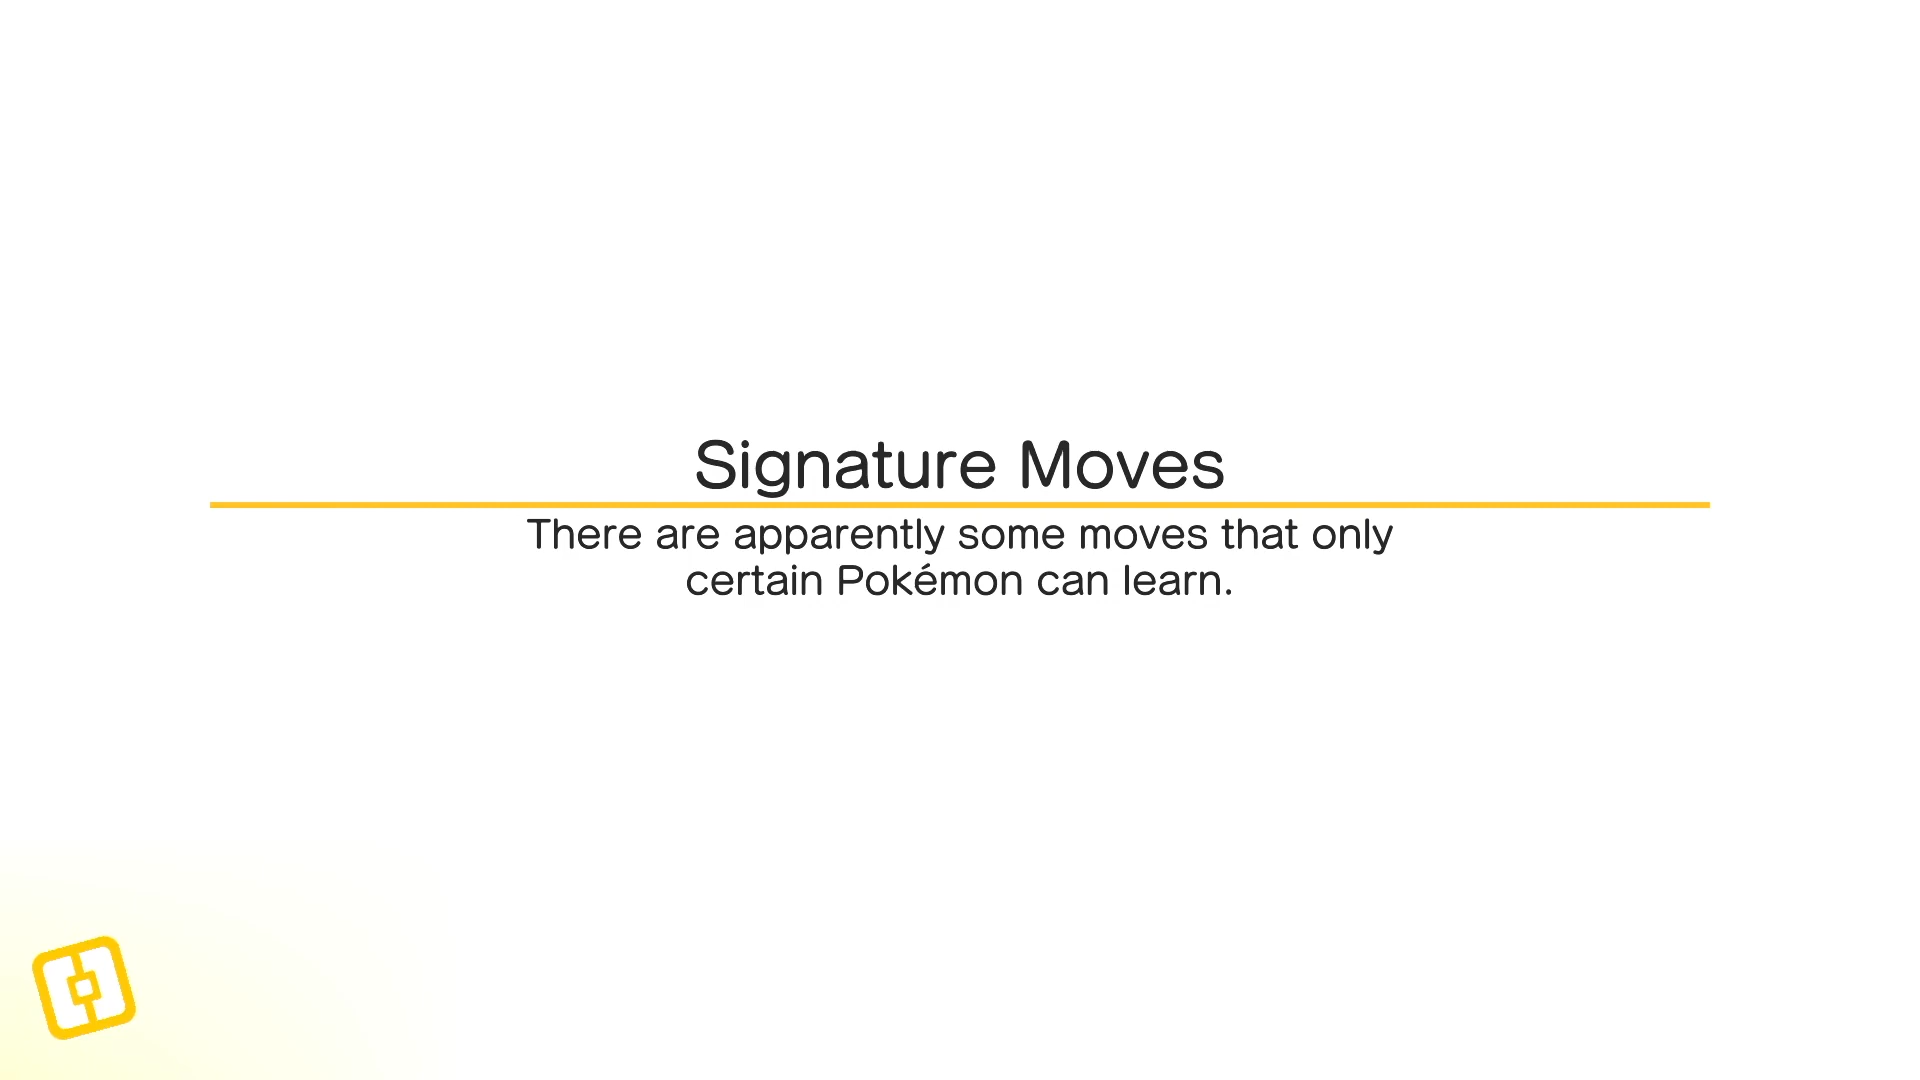 Signature Moves
There are apparently some moves that only
certain Pokémon can learn.